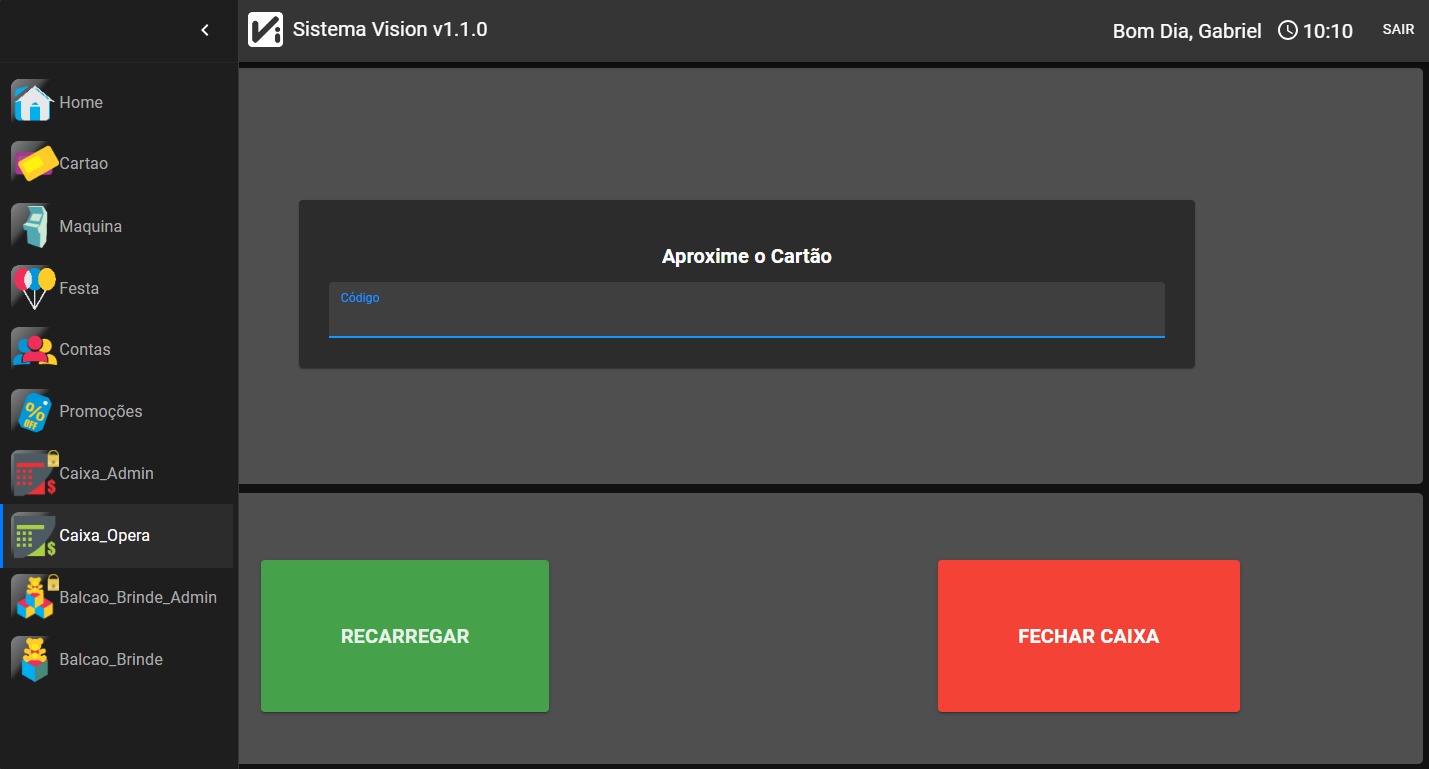 Sistema Vision v1.1.0
Bom Dia, Gabriel 10:10 SAIR
Home
Cartao
Maquina
Festa
Contas
Promoções
% OFF
Caixa_Admin
$
Caixa_Opera
$
Balcao_Brinde_Admin
Balcao_Brinde
Aproxime o Cartão
Código
RECARREGAR
FECHAR CAIXA